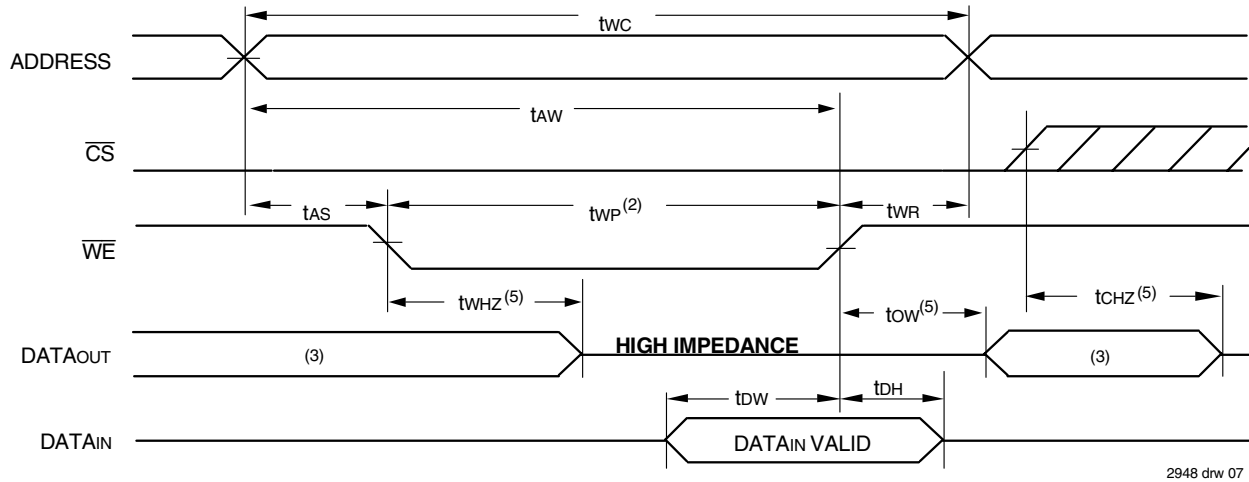 tWC
ADDRESS
tAW
CS
tAS
tWP(2)
tWR
WE
tWHZ(5)
tOW(5)
tCHZ(5)
DATAOUT
(3)
HIGH IMPEDANCE
(3)
tDW
tDH
DATAIN
DATAIN VALID
2948 drw 07